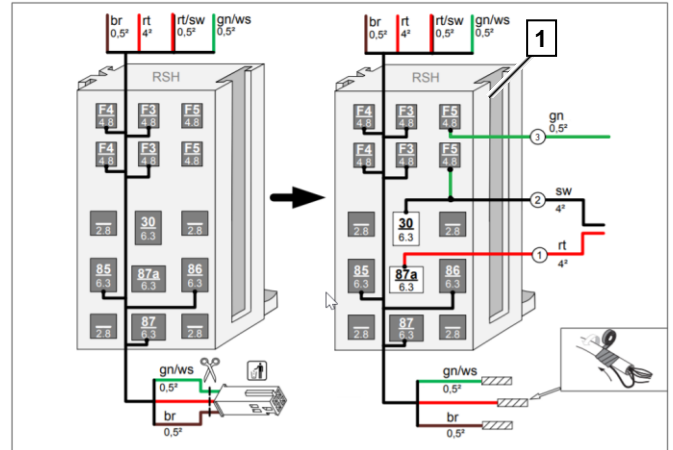 br rt rt/sw gn/ws
0,5² 4² 0,5² 0,5²
RSH
F4 F3 F5
4.8 4.8 4.8
F4 F3 F5
4.8 4.8 4.8
30
2.8 6.3 2.8
85 87a 86
6.3 6.3 6.3
87
2.8 6.3 2.8
gn/ws
0,5²
br
0,5²
br rt rt/sw gn/ws
0,5² 4² 0,5² 0,5²
1
RSH
F4 F3 F5
4.8 4.8 4.8
gn
0,5²
3
F4 F3 F5
4.8 4.8 4.8
sw
2
4²
30
2.8 6.3 2.8
rt
1
4²
85 87a 86
6.3 6.3 6.3
87
2.8 6.3 2.8
gn/ws
0,5²
br
0,5²